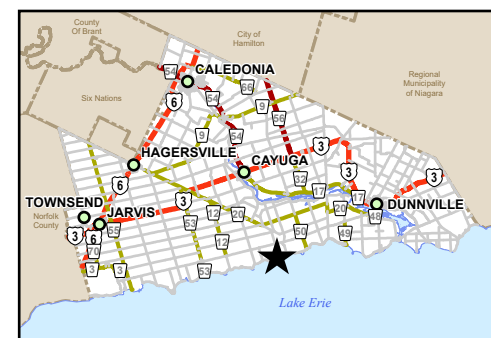 County
Of Brant
City of
Hamilton
54
CALEDONIA
6
54
66
Regional
Municipality
of Niagara
Six Nations
9
56
9
54
3
HAGERSVILLE
CAYUGA
3
3
6
3
32
17
17
TOWNSEND
DUNNVILLE
Norfolk
County
JARVIS
12
20
20
48
3
6
55
53
50
49
70
12
3
3
53
Lake Erie